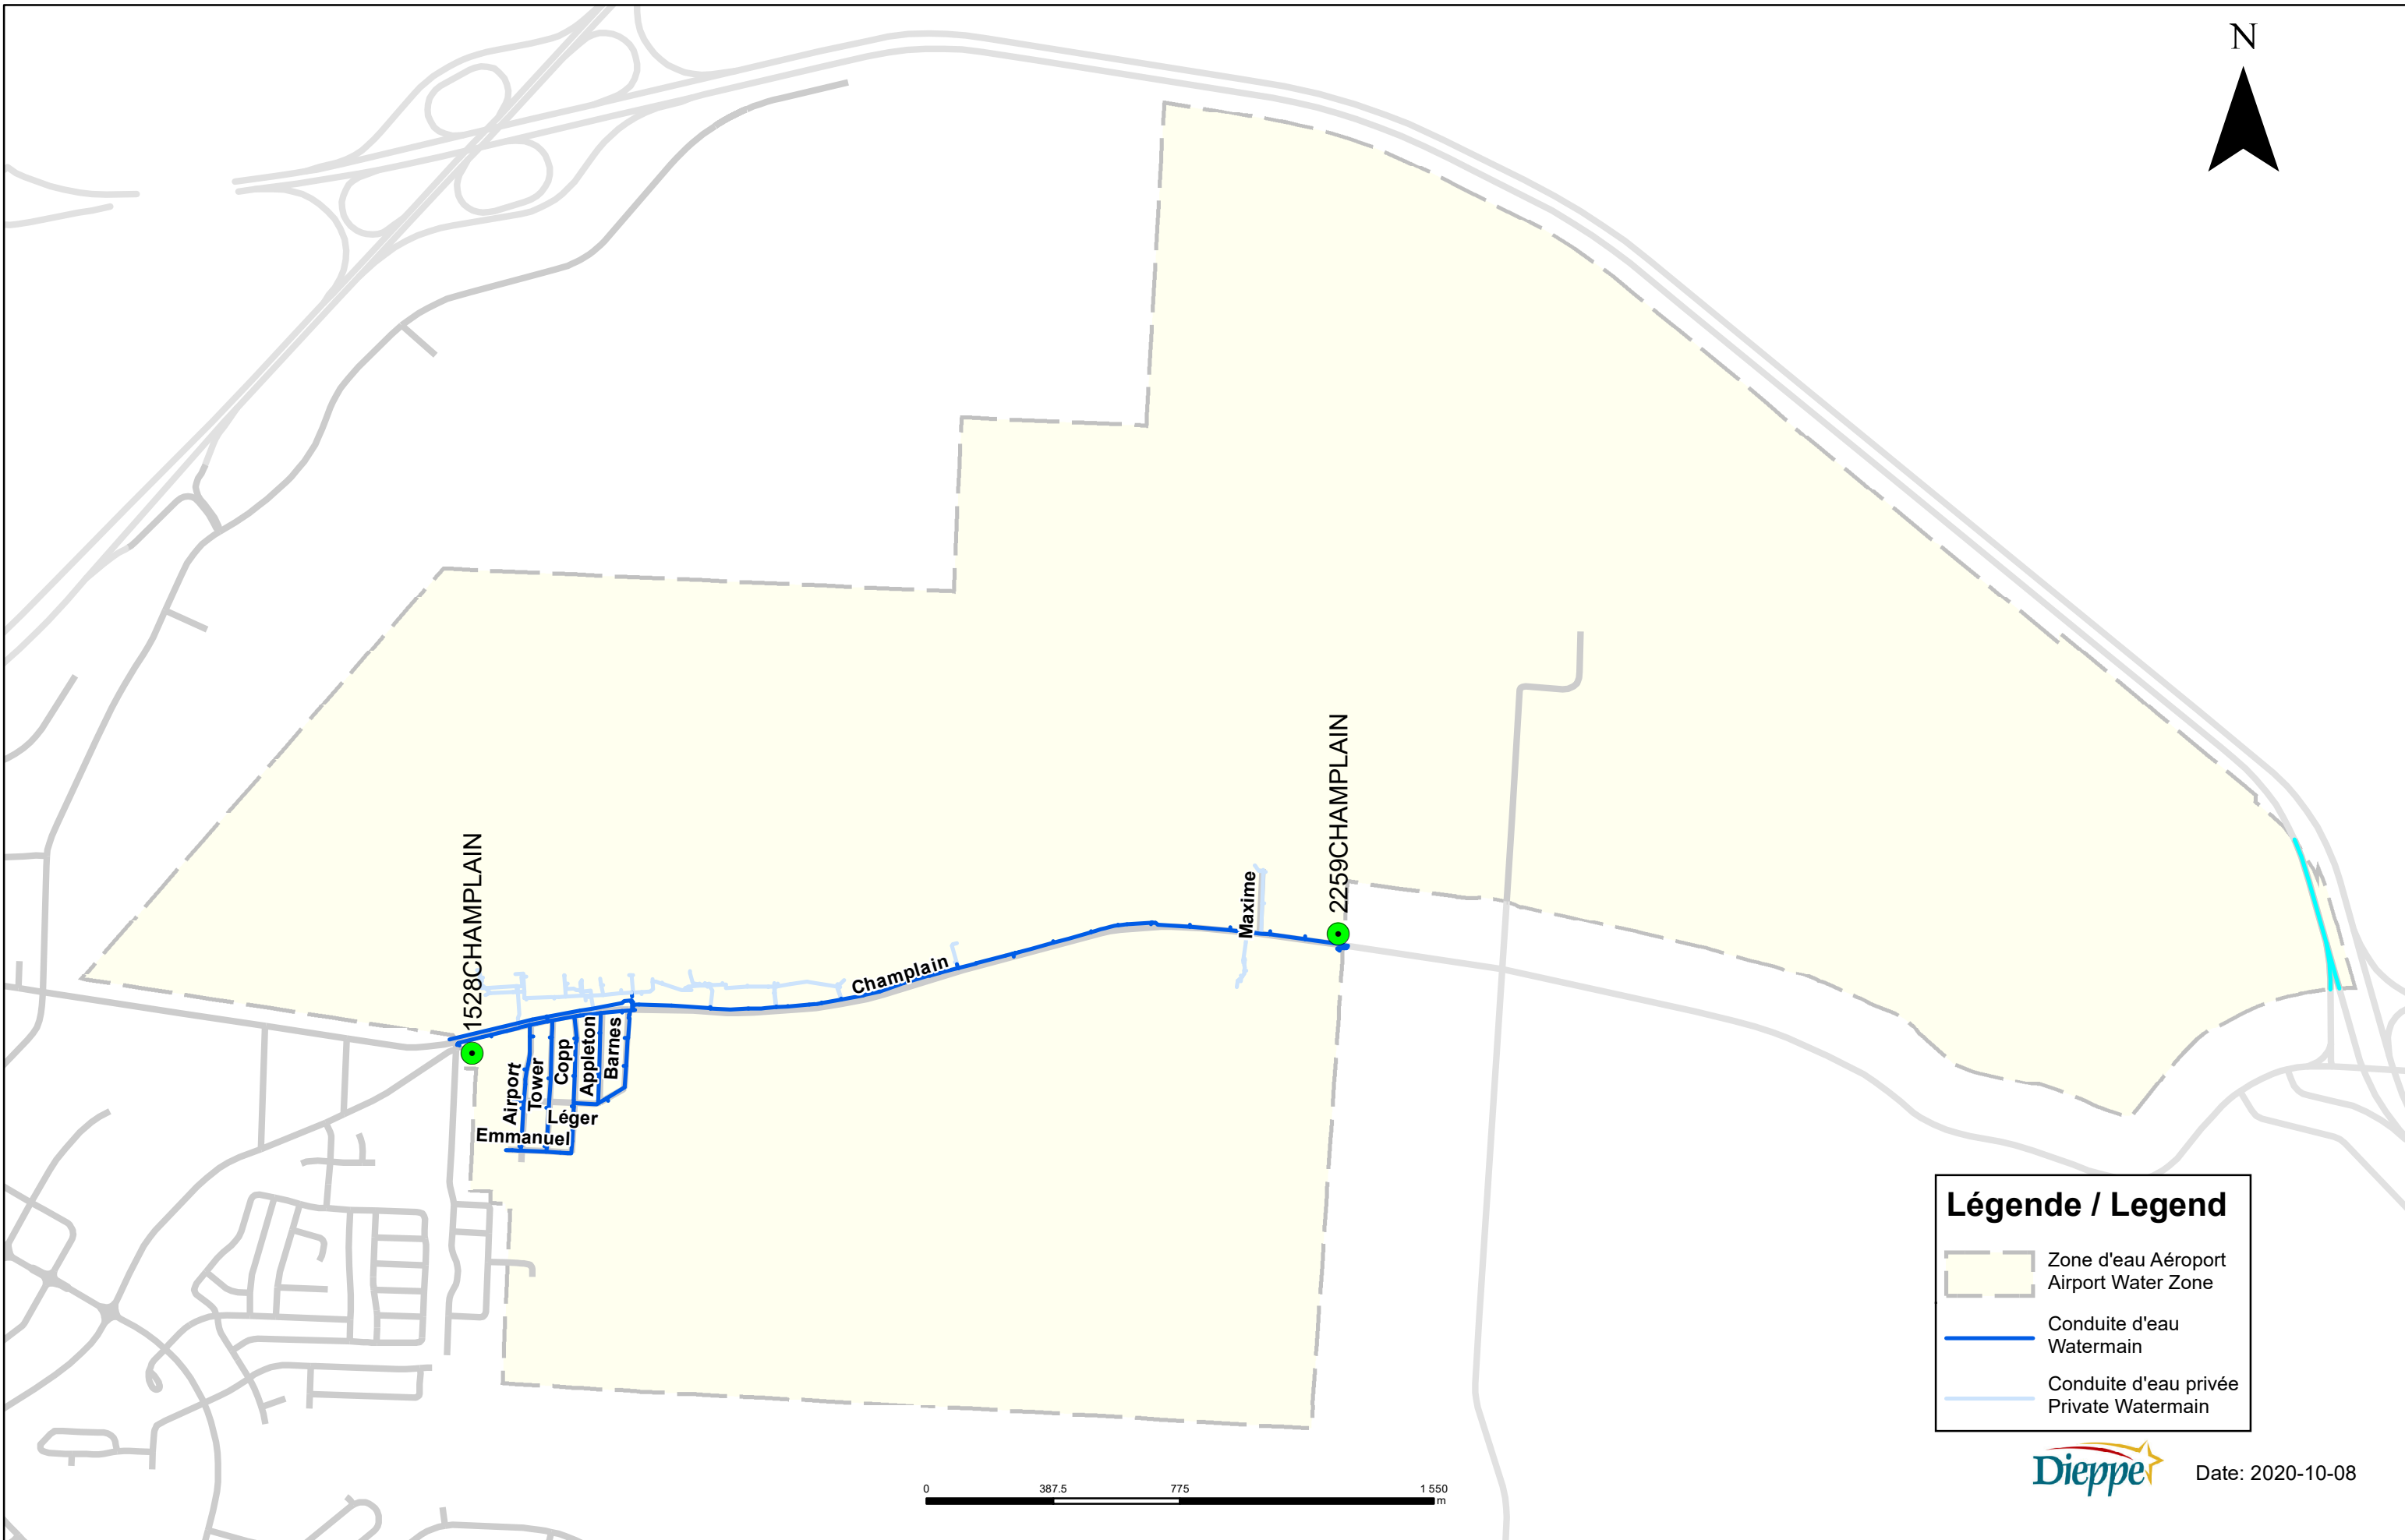 N
2259CHAMPLAIN
1528CHAMPLAIN
Maxime
Champlain
Airport
Tower
Copp
Appleton
Barnes
Léger
Emmanuel
Légende / Legend
Zone d'eau Aéroport
Airport Water Zone
Conduite d'eau
Watermain
Conduite d'eau privée
Private Watermain
0 387.5 775 1 550
m
Dieppe
Date: 2020-10-08